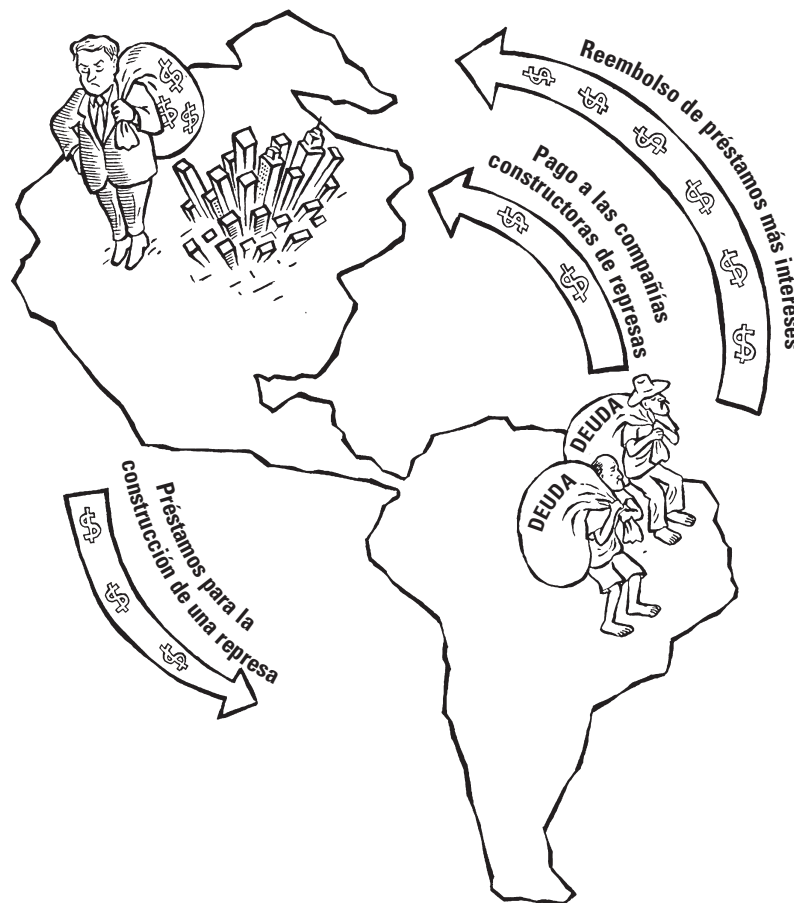 Reembolso de préstamos más intereses
Pago a las compañías
constructoras de represas
DEUDA
DEUDA
Préstamos para la
construcción de una represa
$
$ $
$ $ $ $ $ $
$ $
$ $ $